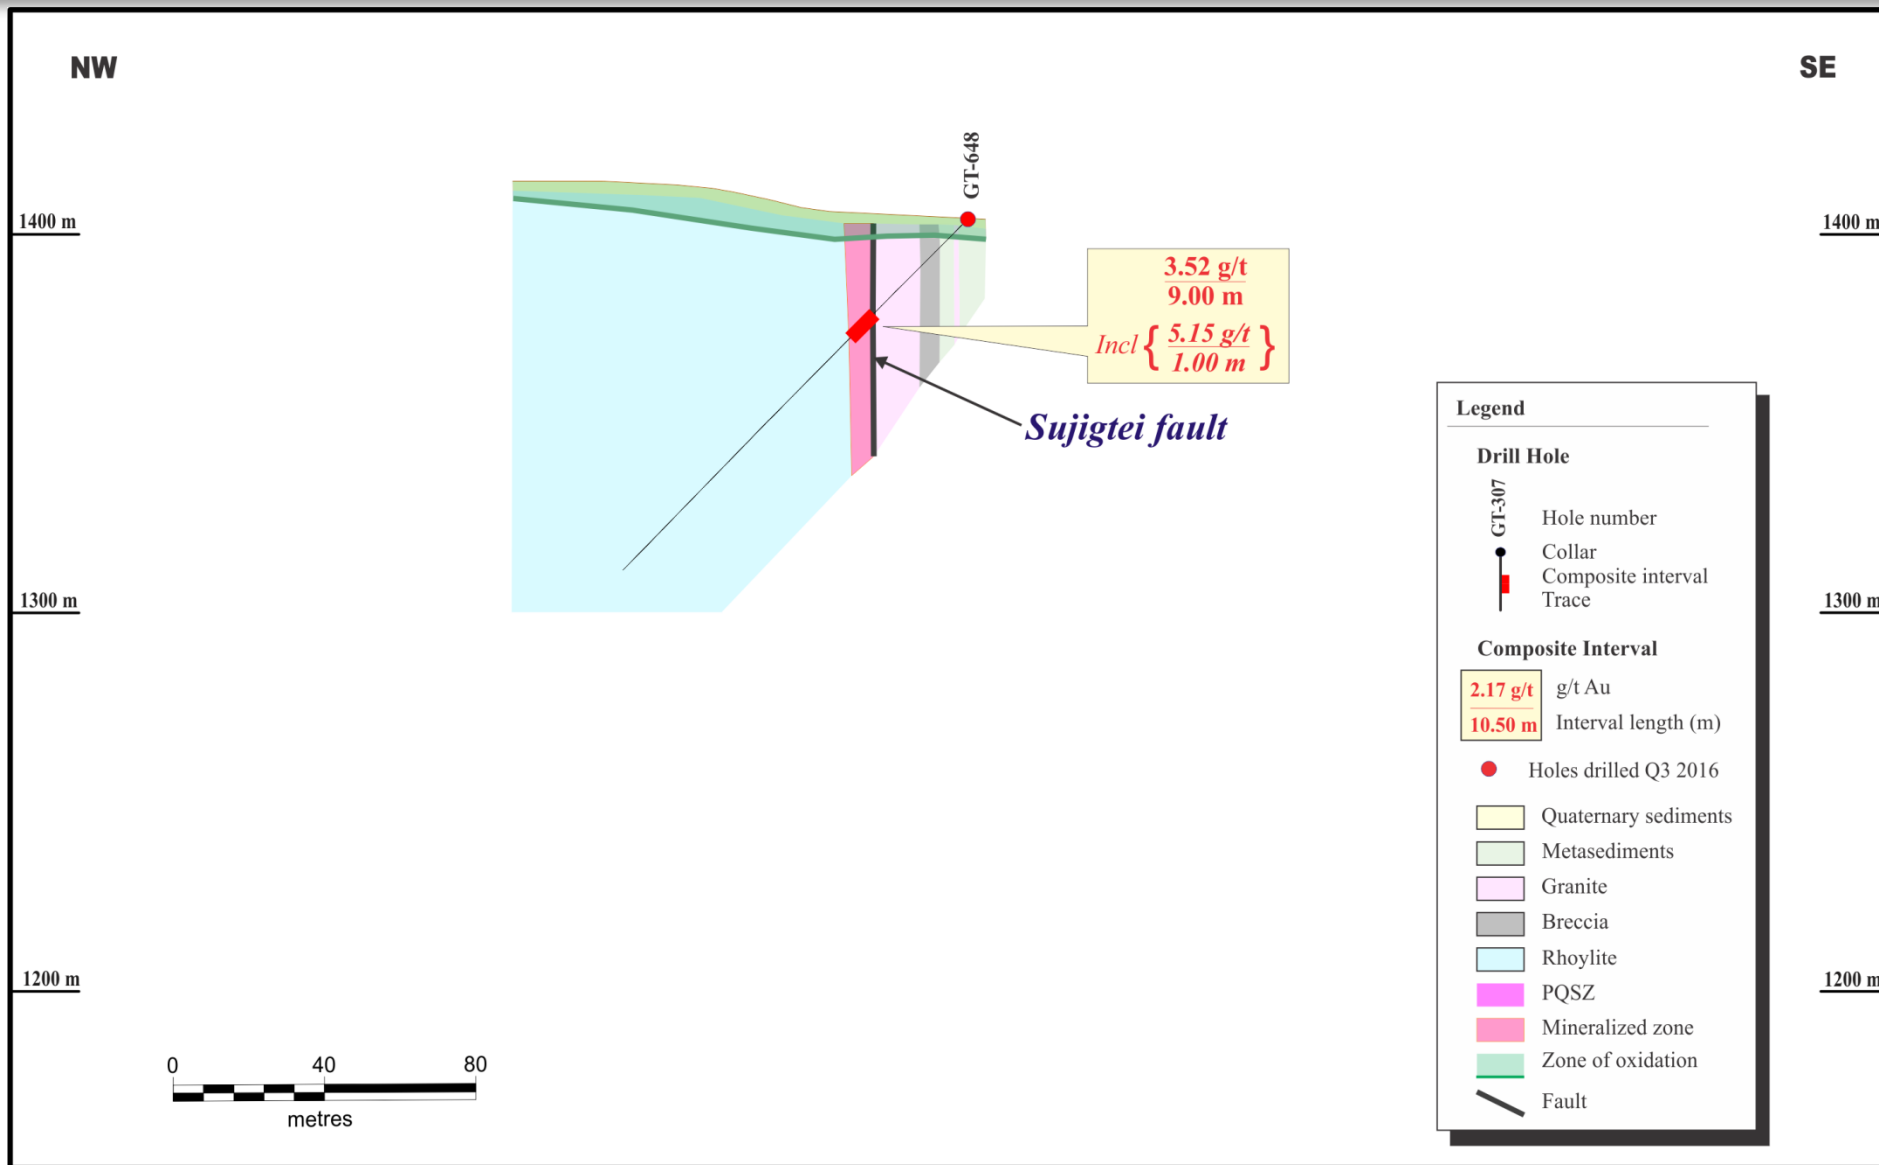 NW
SE
GT-648
1400 m
1400 m
3.52 g/t
9.00 m
Incl { 5.15 g/t
1.00 m }
Sujigtei fault
Legend
Drill Hole
GT-307
Hole number
Collar
Composite interval
Trace
1300 m
1300 m
Composite Interval
2.17 g/t
g/t Au
10.50 m
Interval length (m)
Holes drilled Q3 2016
Quaternary sediments
Metasediments
Granite
Breccia
Rhoylite
1200 m
1200 m
PQSZ
Mineralized zone
Zone of oxidation
Fault
0 40 80
metres